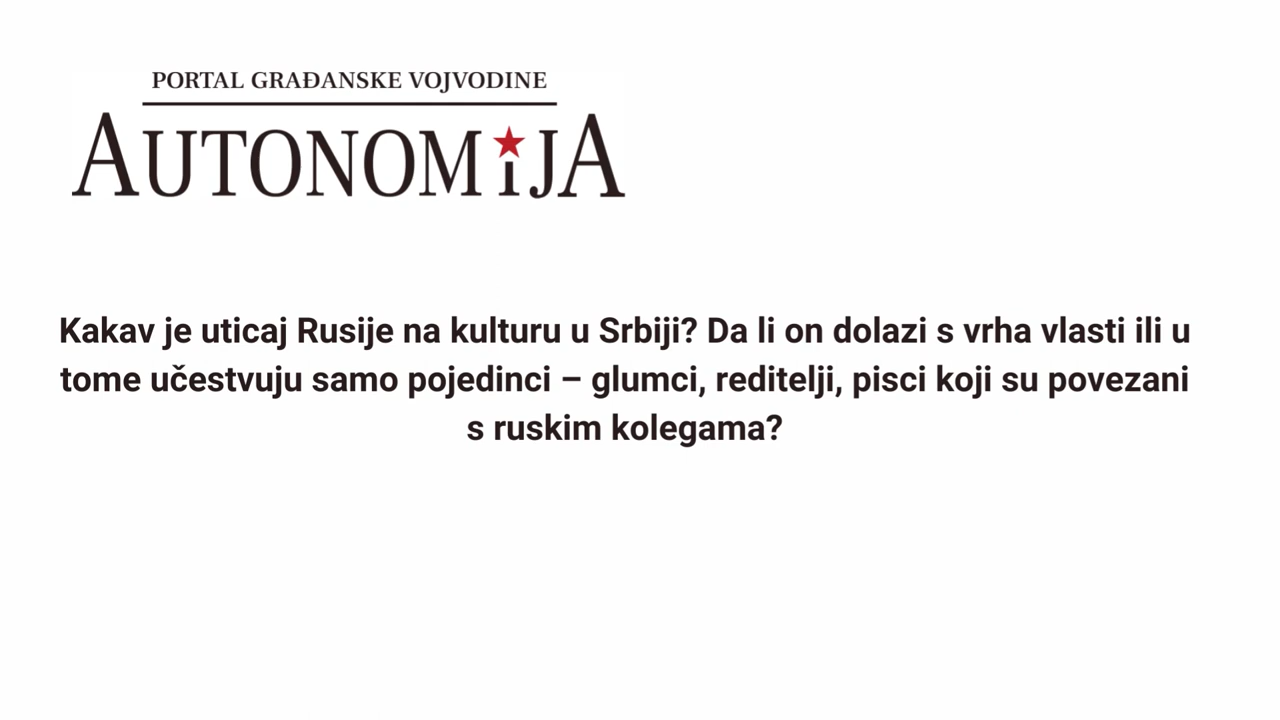 PORTAL GRAĐANSKE VOJVODINE
AUTONOMiJA
Kakav je uticaj Rusije na kulturu u Srbiji? Da li on dolazi s vrha vlasti ili u
tome učestvuju samo pojedinci – glumci, reditelji, pisci koji su povezani
s ruskim kolegama?